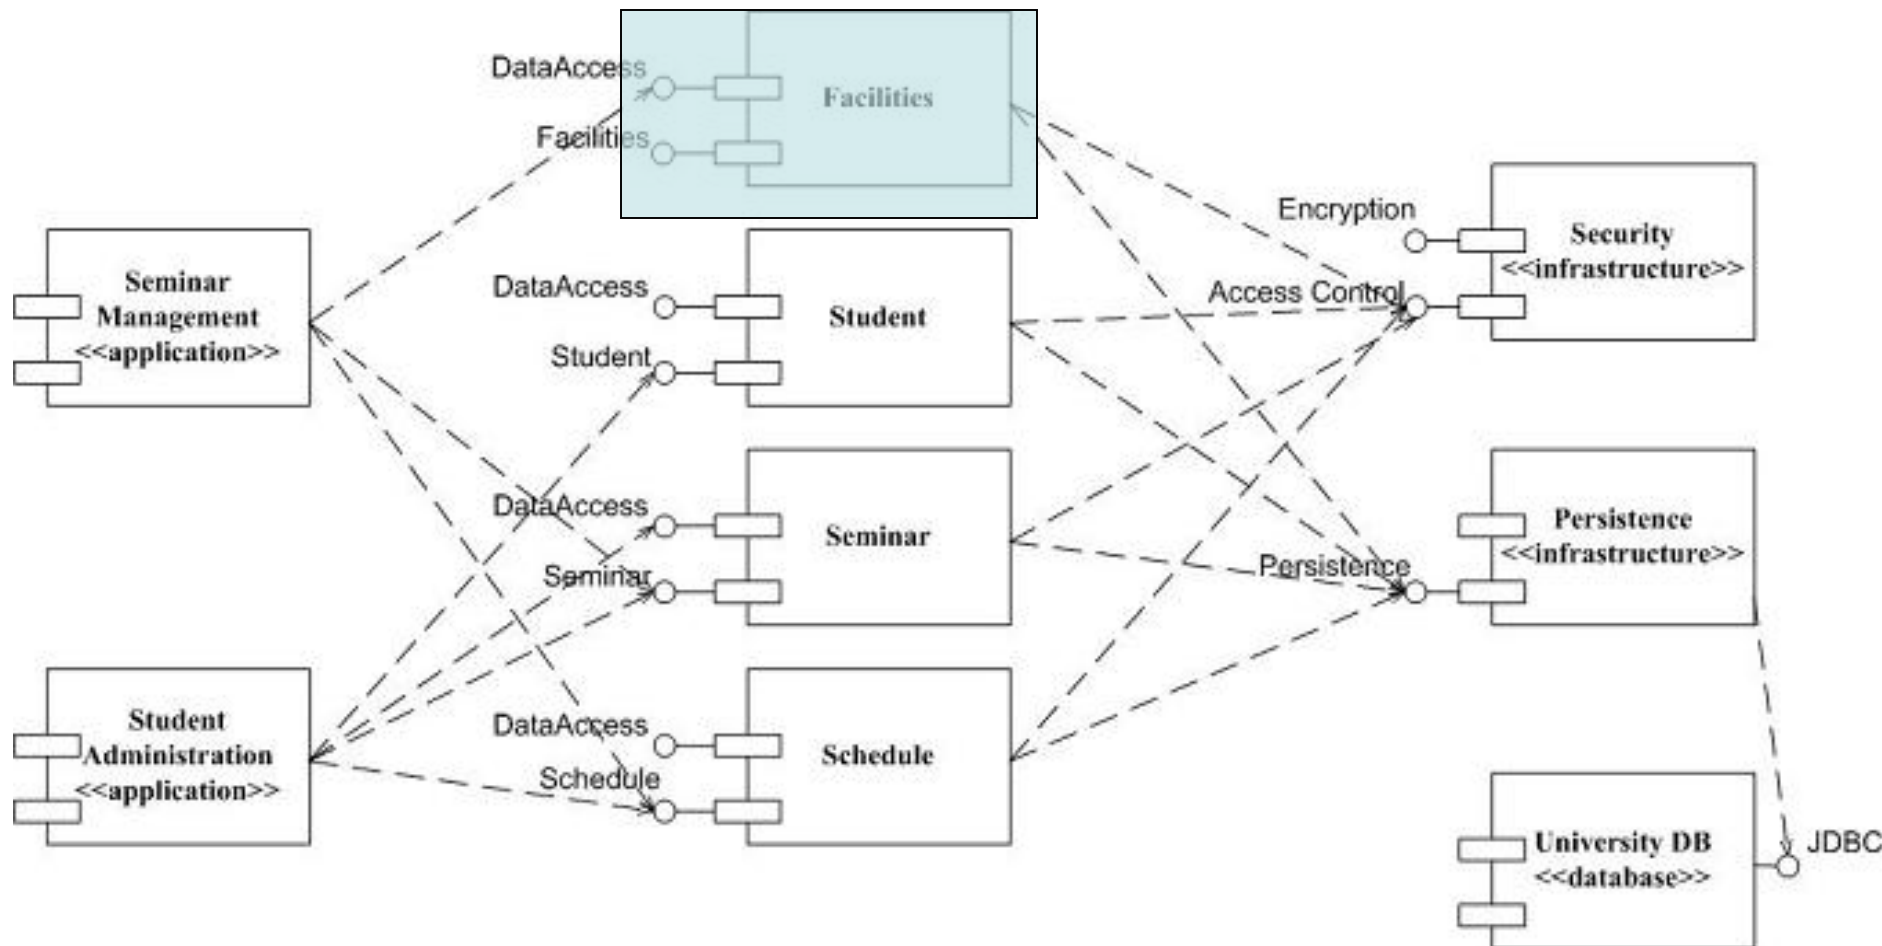 DataAccess
Facilities
Facilities
Seminar
Management
<<application>>
DataAccess
Student
Student
Encryption
Access Control
Security
<<infrastructure>>
DataAccess
Seminar
Seminar
Persistence
Persistence
<<infrastructure>>
Student
Administration
<<application>>
DataAccess
Schedule
Schedule
University DB
<<database>>
JDBC